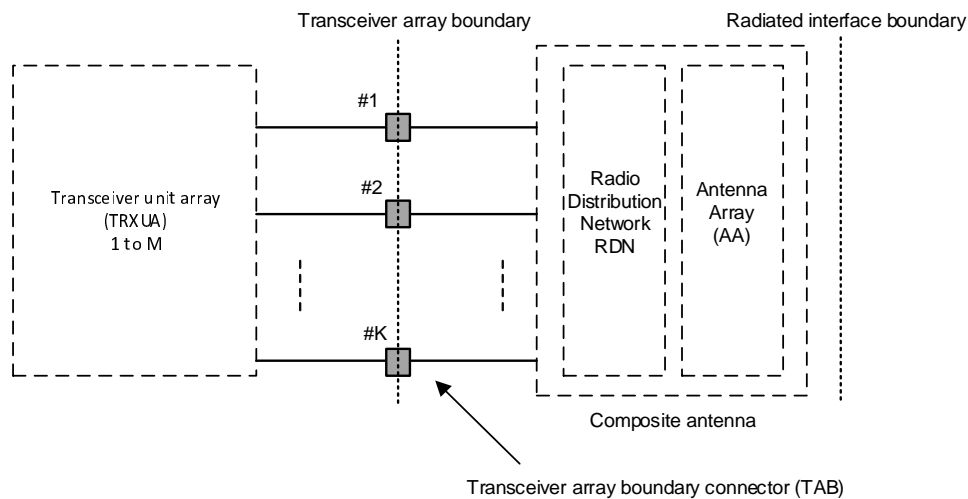 Transceiver array boundary
Radiated interface boundary
#1
#2
#K
Transceiver unit array
(TRXUA)
1 to M
Radio
Distribution
Network
RDN
Antenna
Array
(AA)
Composite antenna
Transceiver array boundary connector (TAB)